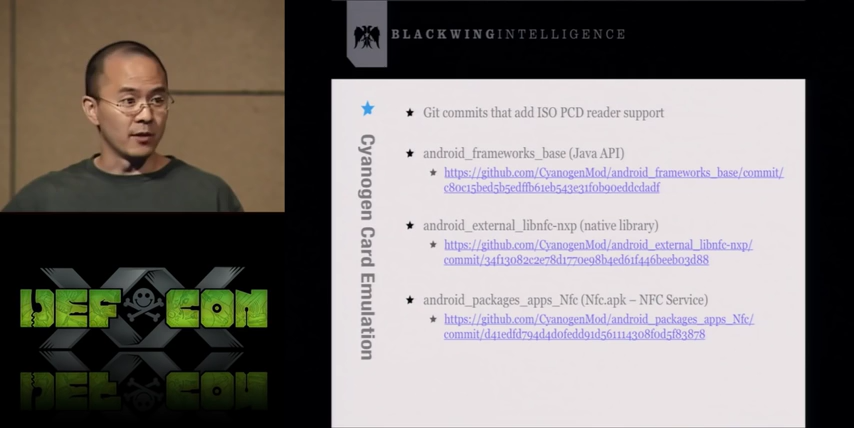 BLACKWINGINTELLIGENCE
Cyanogen Card Emulation
Git commits that add ISO PCD reader support
android_frameworks_base (Java API)
https://github.com/CyanogenMod/android_frameworks_base/commit/
c80c15bed5b5edffb61eb543e31f0b90eddcdadf
android_external_libnfc-nxp (native library)
https://github.com/CyanogenMod/android_external_libnfc-nxp/
commit/34f13082c2e78d1770e98b4ed61f446beeb03d88
android_packages_apps_Nfc (Nfc.apk – NFC Service)
https://github.com/CyanogenMod/android_packages_apps_Nfc/
commit/d41edfd794d4d0fedd91d561114308f0d5f83878
XX
DEF CON